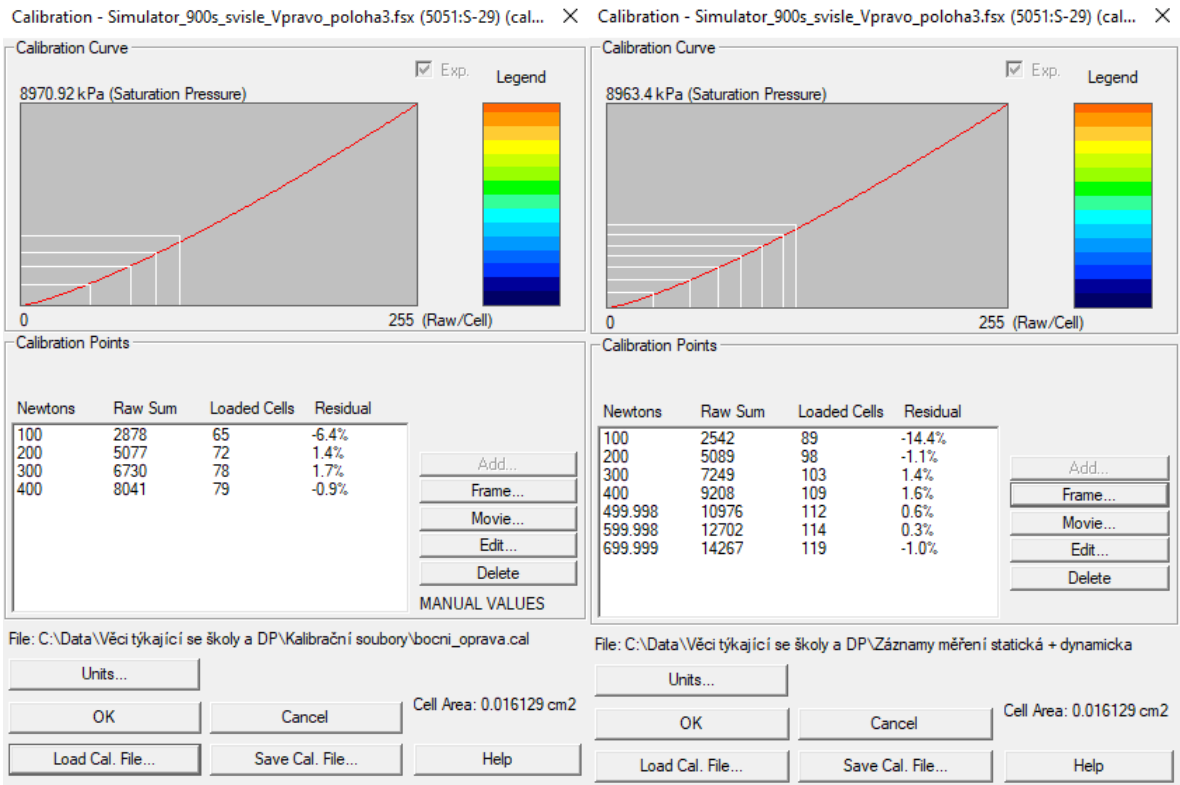 Calibration - Simulator_900s_svisle_Vpravo_poloha3.fsx (5051:S-29) (cal...
Calibration Curve
Exp.
Legend
8970.92 kPa (Saturation Pressure)
0
255 (Raw/Cell)
Calibration Points
Newtons Raw Sum Loaded Cells Residual
100 2878 65 -6.4%
200 5077 72 1.4%
300 6730 78 1.7%
400 8041 79 -0.9%
Add...
Frame...
Movie...
Edit...
Delete
MANUAL VALUES
File: C:\Data\Věci týkající se školy a DP\Kalibrační soubory\bocni_oprava.cal
Units...
OK
Cancel
Cell Area: 0.016129 cm2
Load Cal. File...
Save Cal. File...
Help
Calibration - Simulator_900s_svisle_Vpravo_poloha3.fsx (5051:S-29) (cal...
Calibration Curve
Exp.
Legend
8963.4 kPa (Saturation Pressure)
0
255 (Raw/Cell)
Calibration Points
Newtons Raw Sum Loaded Cells Residual
100 2542 89 -14.4%
200 5089 98 -1.1%
300 7249 103 1.4%
400 9208 109 1.6%
499.998 10976 112 0.6%
599.998 12702 114 0.3%
699.999 14267 119 -1.0%
Add...
Frame...
Movie...
Edit...
Delete
File: C:\Data\Věci týkající se školy a DP\Záznamy měření statická + dynamicka
Units...
OK
Cancel
Cell Area: 0.016129 cm2
Load Cal. File...
Save Cal. File...
Help